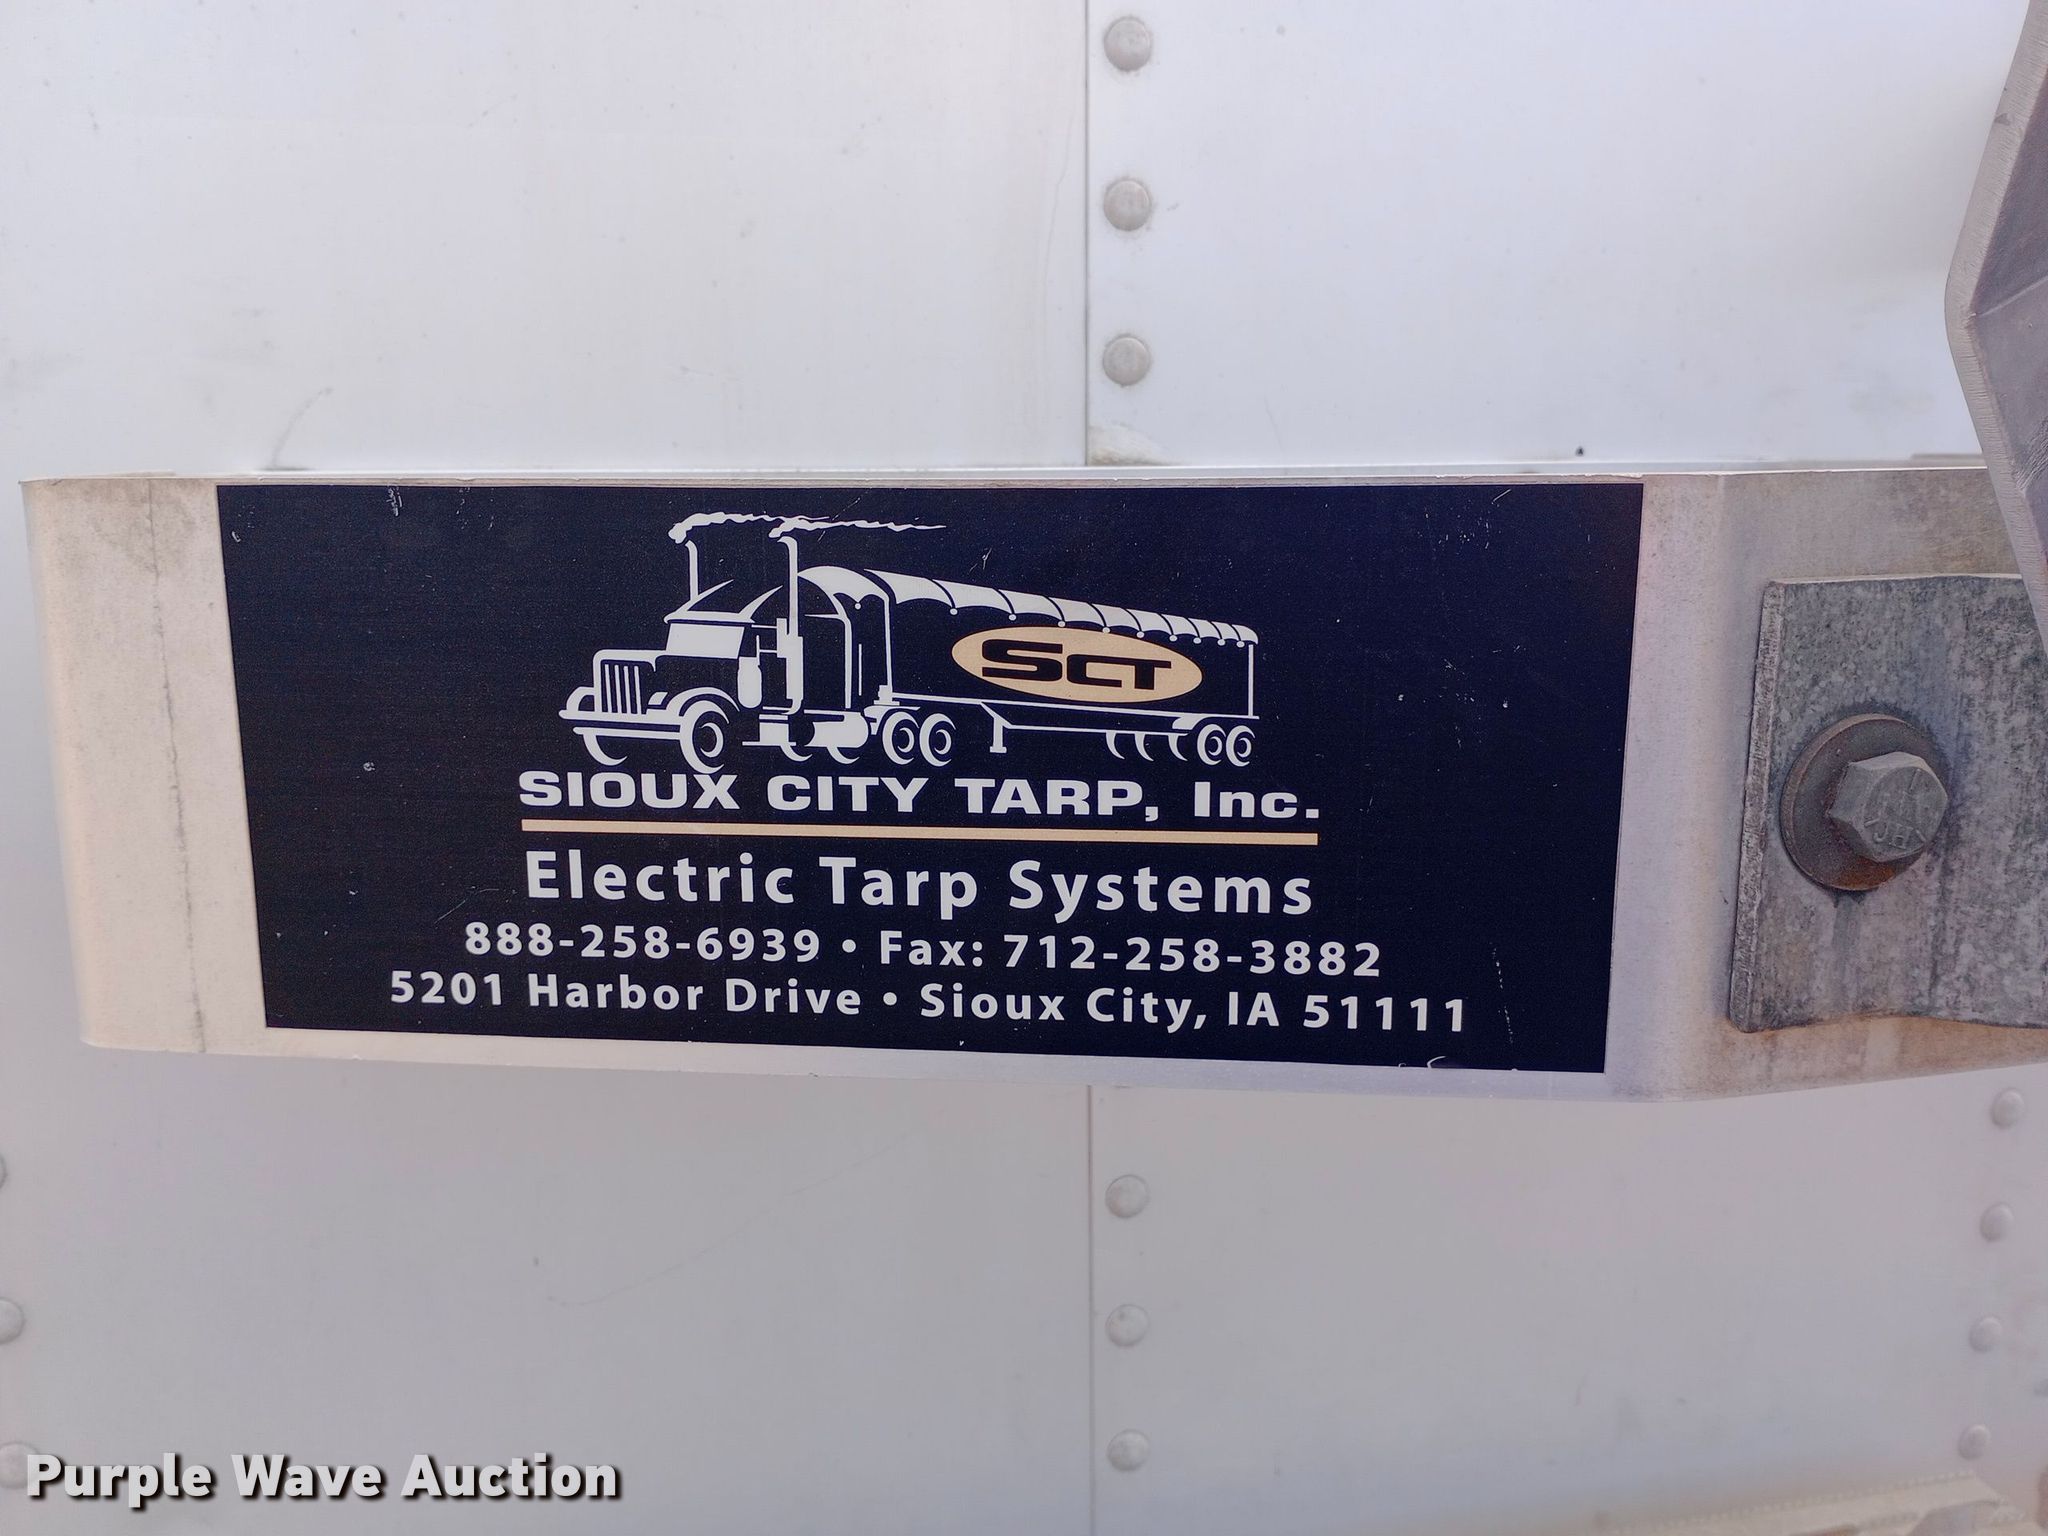 SCT
SIOUX CITY TARP, Inc.
Electric Tarp Systems
888-258-6939 • Fax: 712-258-3882
5201 Harbor Drive • Sioux City, IA 51111
Purple Wave Auction